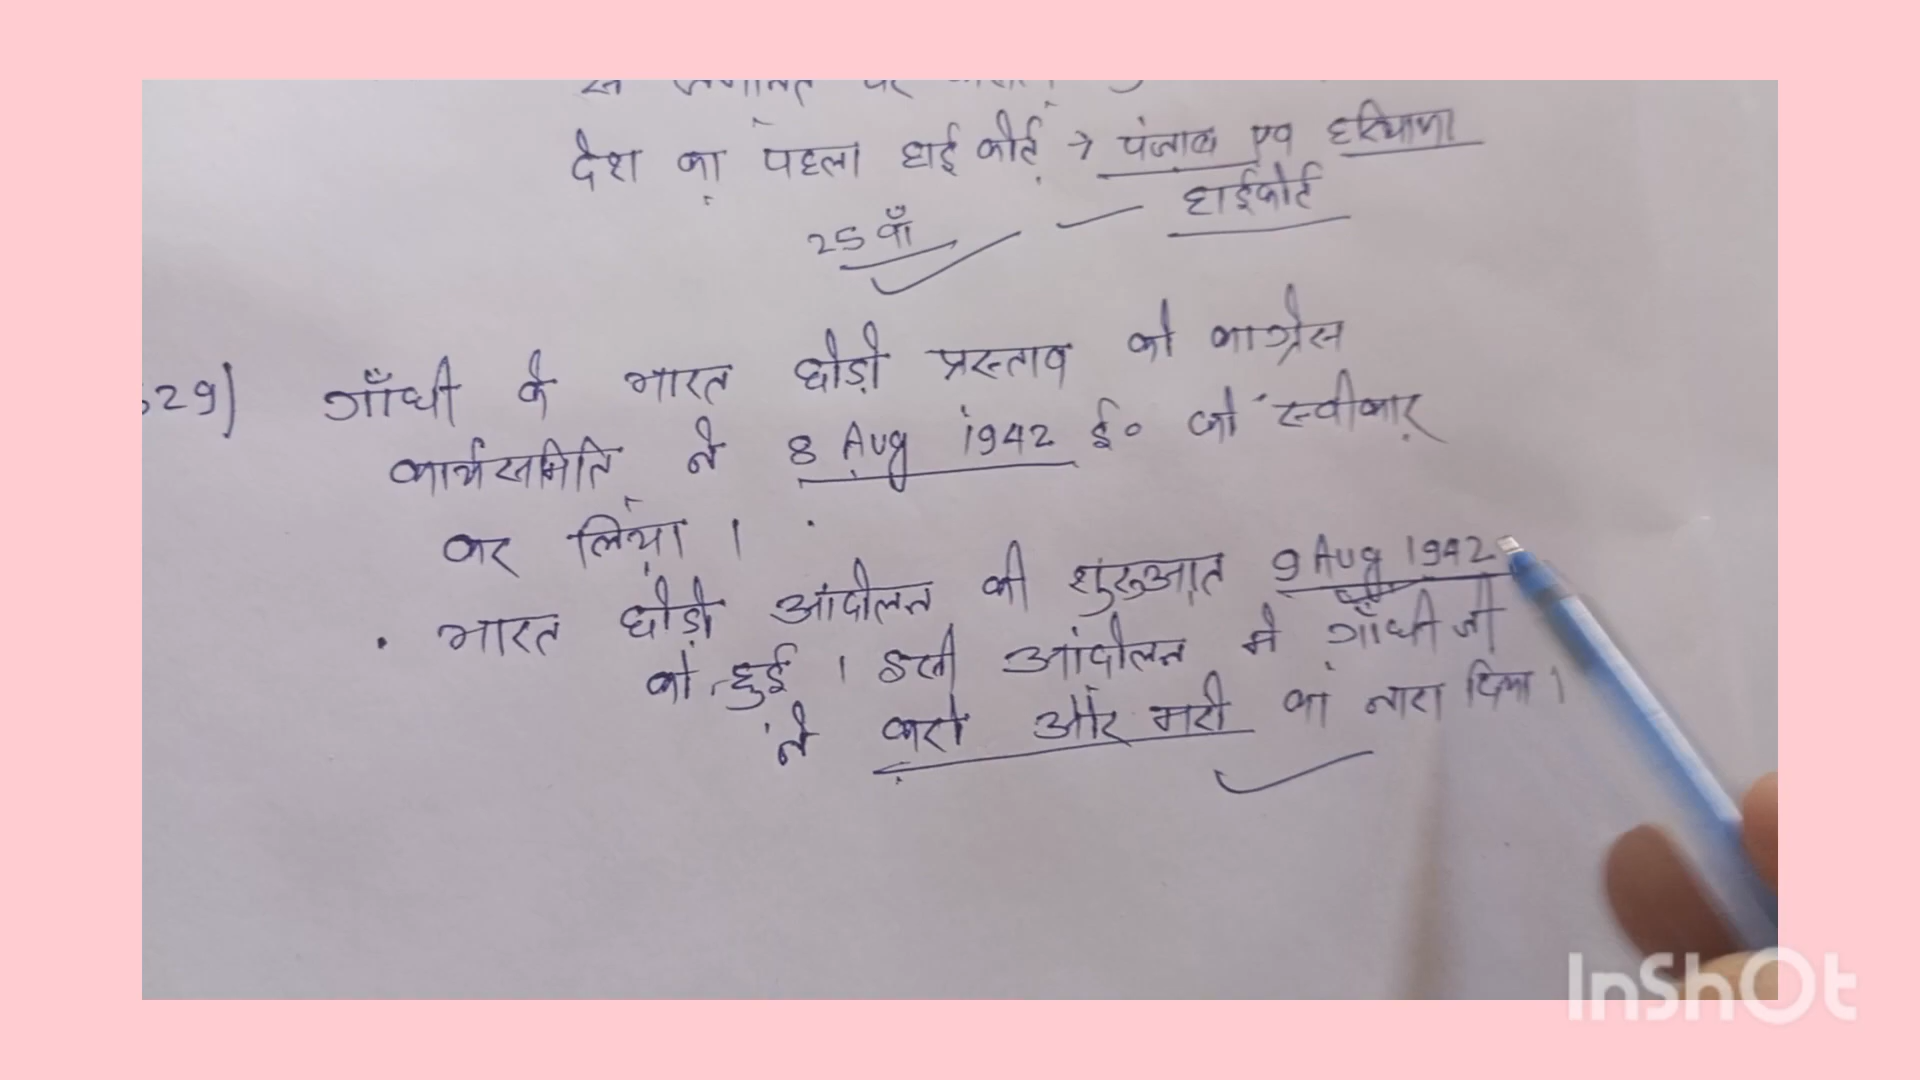 देश का पहला हाई कोर्ट → पंजाब एव हरियाणा
हाईकोर्ट
25 वाँ
29) गाँधी के भारत छोड़ो प्रस्ताव को काग्रेस
कार्यसमिति ने 8 Aug 1942 ई० को स्वीकार
कर लिया ।
• भारत छोड़ो आंदोलन की शुरुआत 9 Aug 1942
को हुई । इसी आंदोलन मे गाँधी जी
ने करो और मरो का नारा दिया ।
InShOt